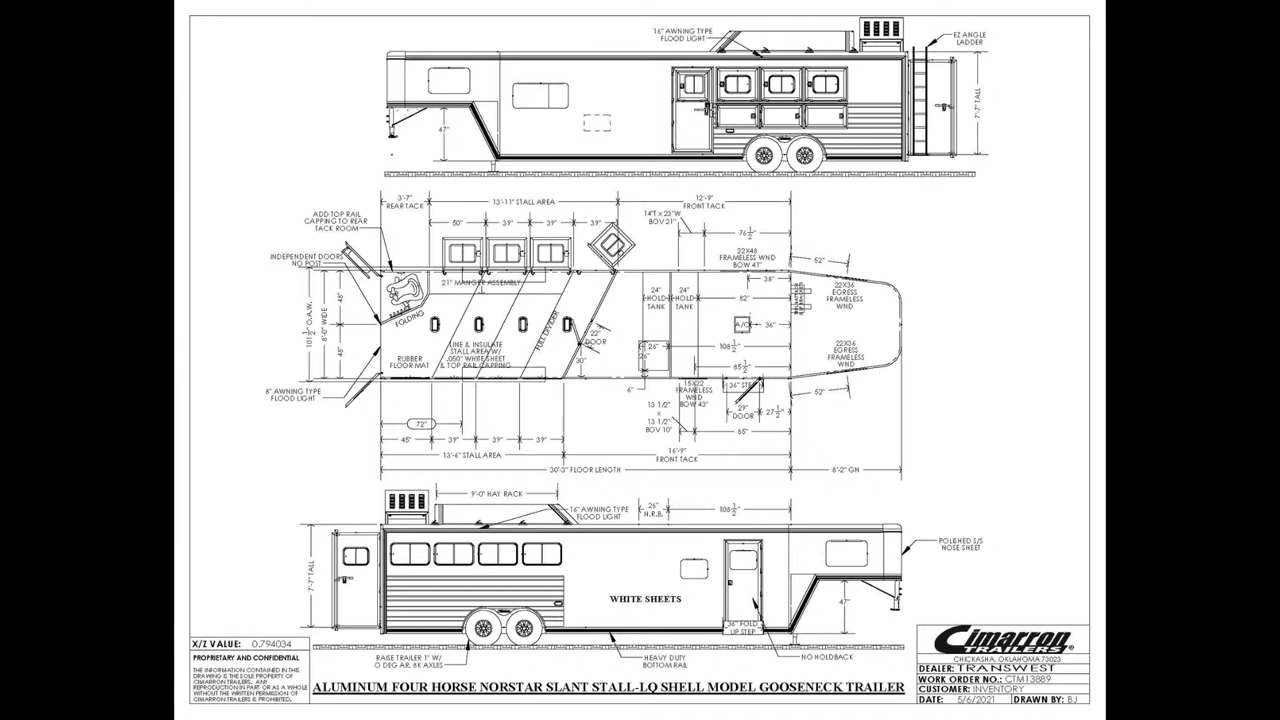 16" AWNING TYPE
FLOOD LIGHT
EZ ANGLE
LADDER
47"
7'-7" TALL
3'-7"
REAR TACK
13'-11" STALL AREA
12'-9"
FRONT TACK
ADD TOP RAIL
CAPPING TO REAR
TACK ROOM
50"
39"
39"
39"
14"T x 23"W
BOV 21"
76 1/2"
INDEPENDENT DOORS
NO POST
22X48
FRAMELESS
WND
BOW 47"
52"
21" MANGER ASSEMBLY
38"
24"
HOLD
TANK
24"
HOLD
TANK
82"
22X36
EGRESS
FRAMELESS
WND
101 1/2" O.A.W.
8'-0" WIDE
48"
48"
FOLDING
FULL DIVIDER
A/C
36"
22"
DOOR
LINE & INSULATE
STALL AREA W/
.050" WHITE SHEET
& TOP RAIL CAPPING
RUBBER
FLOOR MAT
26"
26"
108 1/2"
22X36
EGRESS
FRAMELESS
WND
30"
85 1/2"
8" AWNING TYPE
FLOOD LIGHT
6"
15X22
FRAMELESS
WND
BOW 43"
36" STEP
52"
29"
DOOR
27 1/2"
13 1/2"
x
13 1/2"
BOV 10"
72"
85"
45"
39"
39"
39"
13'-6" STALL AREA
16'-9"
FRONT TACK
30'-3" FLOOR LENGTH
8'-2" GN
9'-0" HAY RACK
16" AWNING TYPE
FLOOD LIGHT
26"
N.R.B.
108 1/2"
POLISHED S/S
NOSE SHEET
7'-7" TALL
WHITE SHEETS
47"
36" FOLD
UP STEP
RAISE TRAILER 1" W/
0 DEG AR, 8K AXLES
HEAVY DUTY
BOTTOM RAIL
NO HOLDBACK
X/Z VALUE: 0.794034
PROPRIETARY AND CONFIDENTIAL
THE INFORMATION CONTAINED IN THIS
DRAWING IS THE SOLE PROPERTY OF
CIMARRON TRAILERS. ANY
REPRODUCTION IN PART OR AS A WHOLE
WITHOUT THE WRITTEN PERMISSION OF
CIMARRON TRAILERS IS PROHIBITED.
ALUMINUM FOUR HORSE NORSTAR SLANT STALL-LQ SHELL MODEL GOOSENECK TRAILER
Cimarron
TRAILERS
CHICKASHA, OKLAHOMA 73023
DEALER: TRANSWEST
WORK ORDER NO.: CTM13889
CUSTOMER: INVENTORY
DATE: 5/6/2021 DRAWN BY: BJ